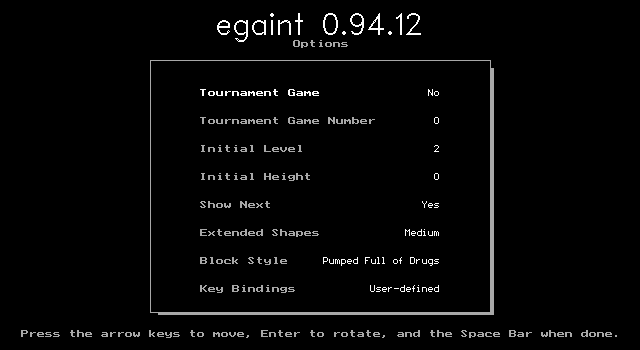 egaint 0.94.12
Options
Tournament Game No
Tournament Game Number 0
Initial Level 2
Initial Height 0
Show Next Yes
Extended Shapes Medium
Block Style Pumped Full of Drugs
Key Bindings User-defined
Press the arrow keys to move, Enter to rotate, and the Space Bar when done.